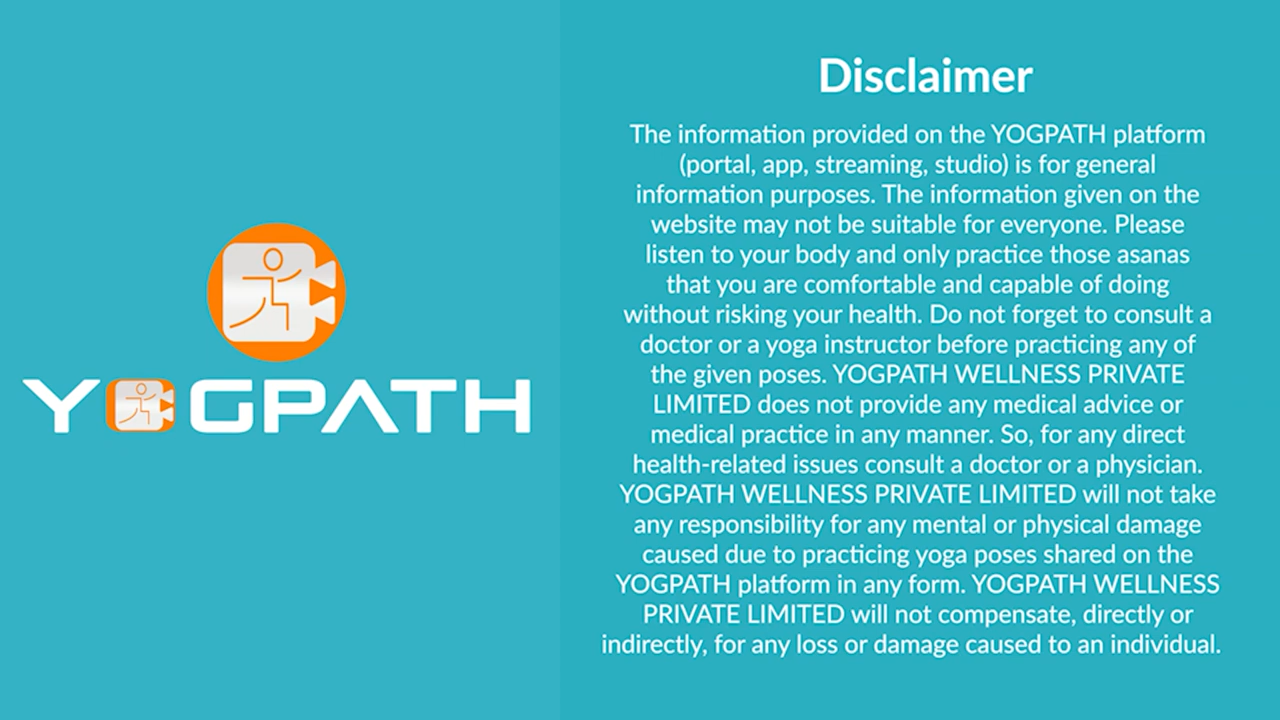 YOGPATH
Disclaimer
The information provided on the YOGPATH platform
(portal, app, streaming, studio) is for general
information purposes. The information given on the
website may not be suitable for everyone. Please
listen to your body and only practice those asanas
that you are comfortable and capable of doing
without risking your health. Do not forget to consult a
doctor or a yoga instructor before practicing any of
the given poses. YOGPATH WELLNESS PRIVATE
LIMITED does not provide any medical advice or
medical practice in any manner. So, for any direct
health-related issues consult a doctor or a physician.
YOGPATH WELLNESS PRIVATE LIMITED will not take
any responsibility for any mental or physical damage
caused due to practicing yoga poses shared on the
YOGPATH platform in any form. YOGPATH WELLNESS
PRIVATE LIMITED will not compensate, directly or
indirectly, for any loss or damage caused to an individual.